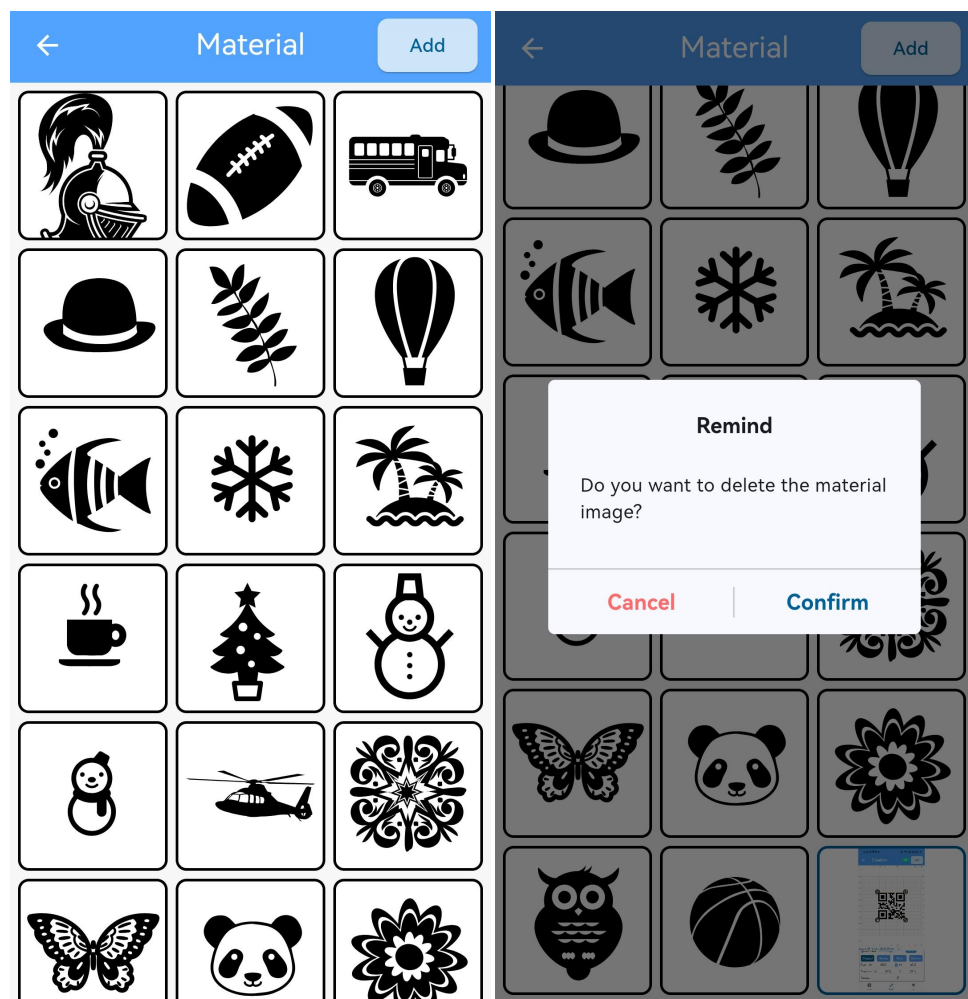 Material
Add
Material
Add
Remind
Do you want to delete the material
image?
Cancel
Confirm